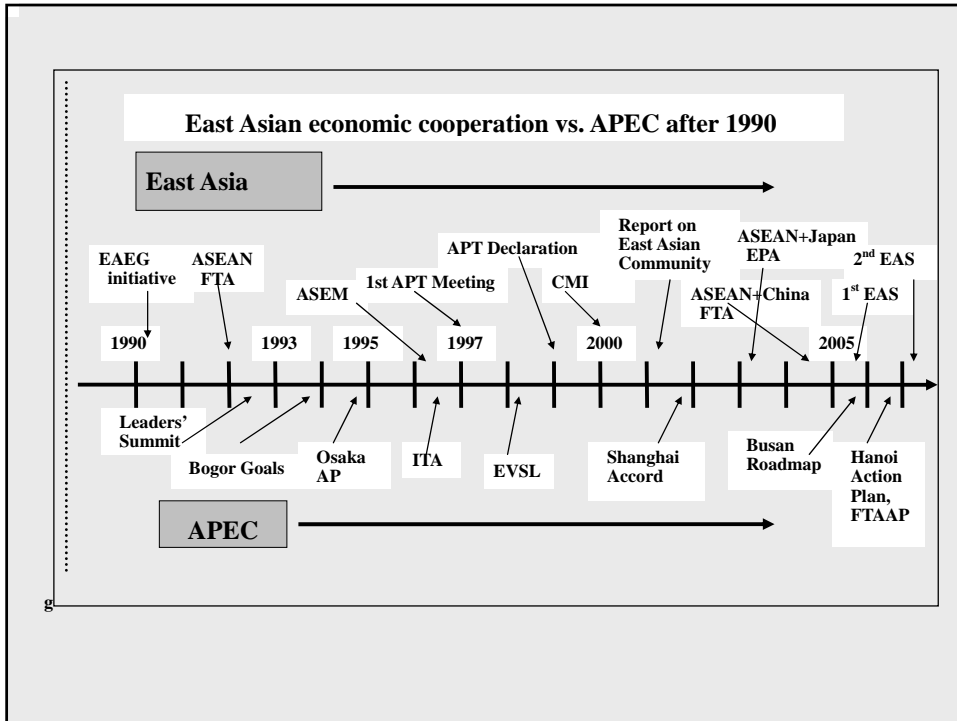 East Asian economic cooperation vs. APEC after 1990
East Asia
EAEG
initiative
ASEAN
FTA
ASEM
1st APT Meeting
APT Declaration
CMI
Report on
East Asian
Community
ASEAN+China
FTA
ASEAN+Japan
EPA
1st EAS
2nd EAS
1990
1993
1995
1997
2000
2005
Leaders'
Summit
Bogor Goals
Osaka
AP
ITA
EVSL
Shanghai
Accord
Busan
Roadmap
Hanoi
Action
Plan,
FTAAP
APEC
g